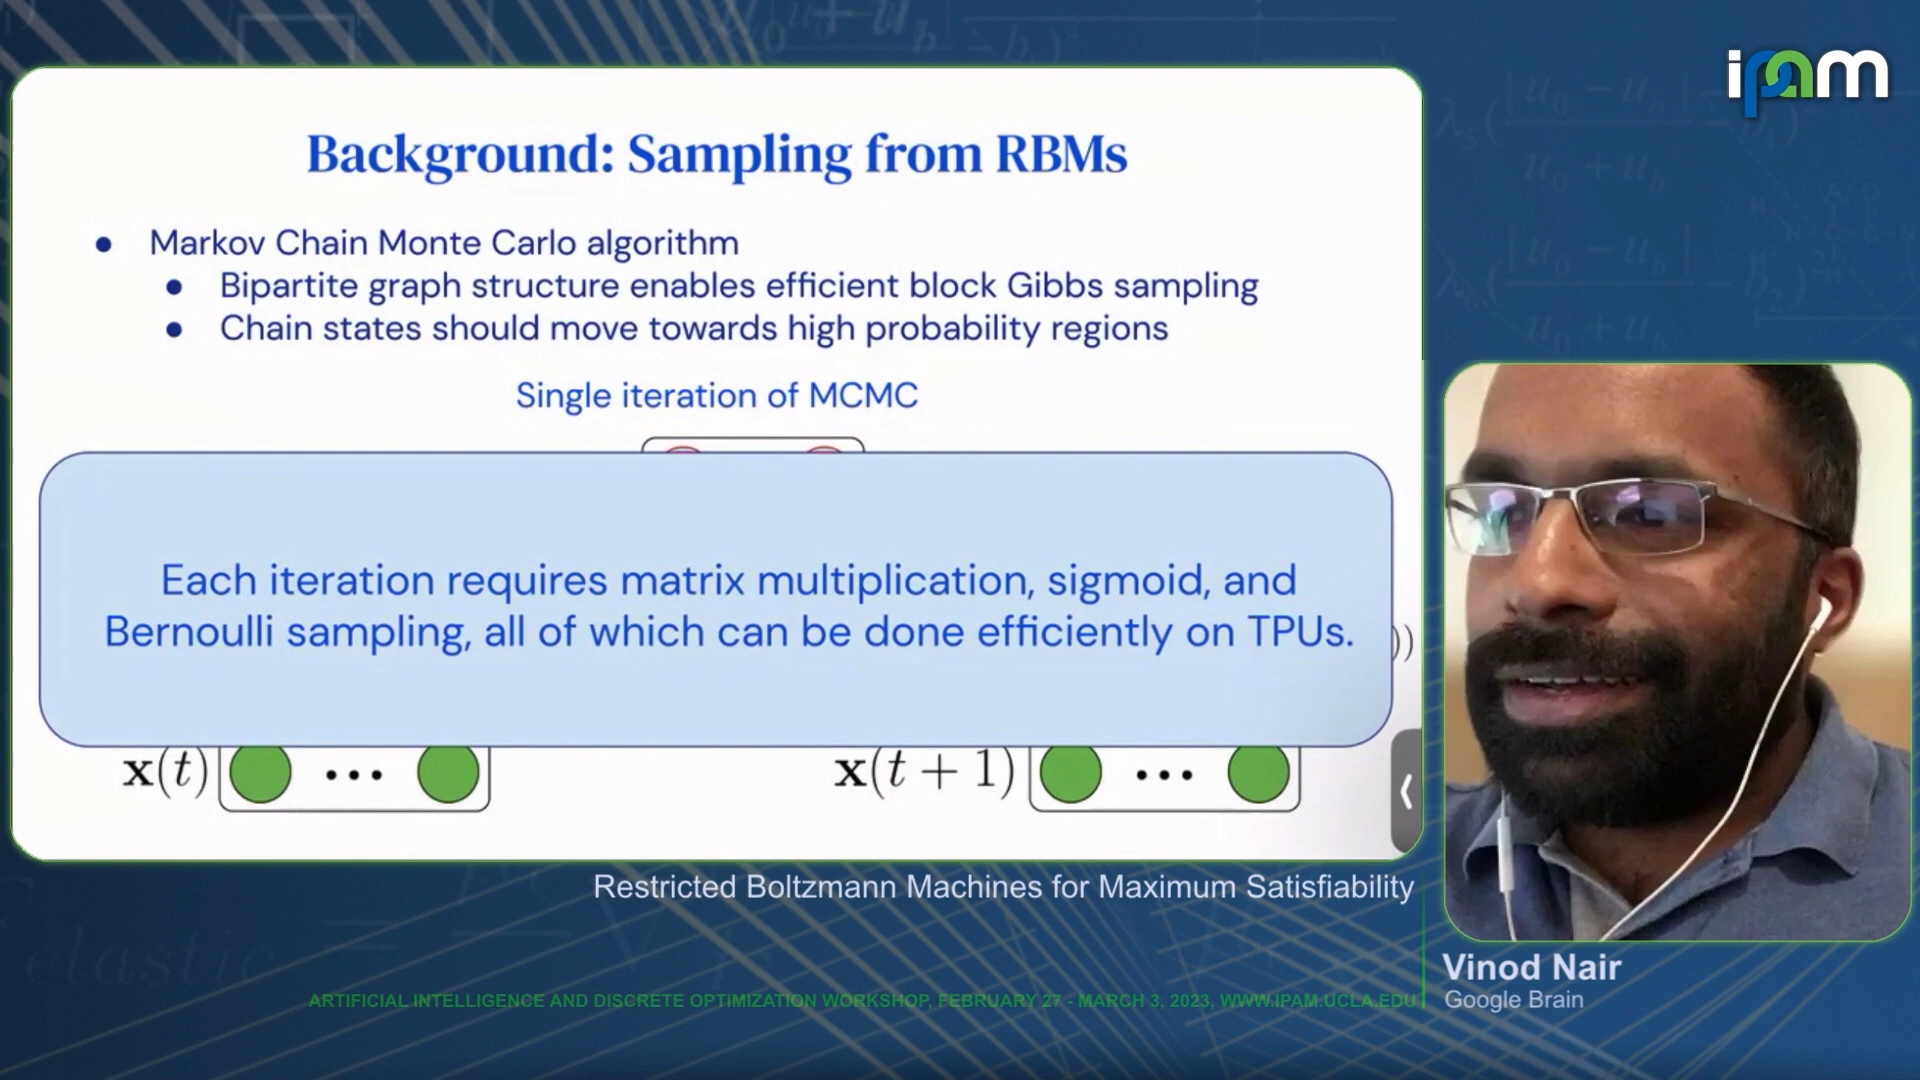 ipam
Background: Sampling from RBMs
● Markov Chain Monte Carlo algorithm
● Bipartite graph structure enables efficient block Gibbs sampling
● Chain states should move towards high probability regions
Single iteration of MCMC
Each iteration requires matrix multiplication, sigmoid, and
Bernoulli sampling, all of which can be done efficiently on TPUs.
))
x(t) ... x(t + 1) ...
Restricted Boltzmann Machines for Maximum Satisfiability
Vinod Nair
Google Brain
ARTIFICIAL INTELLIGENCE AND DISCRETE OPTIMIZATION WORKSHOP, FEBRUARY 27 - MARCH 3, 2023, WWW.IPAM.UCLA.EDU
elastic